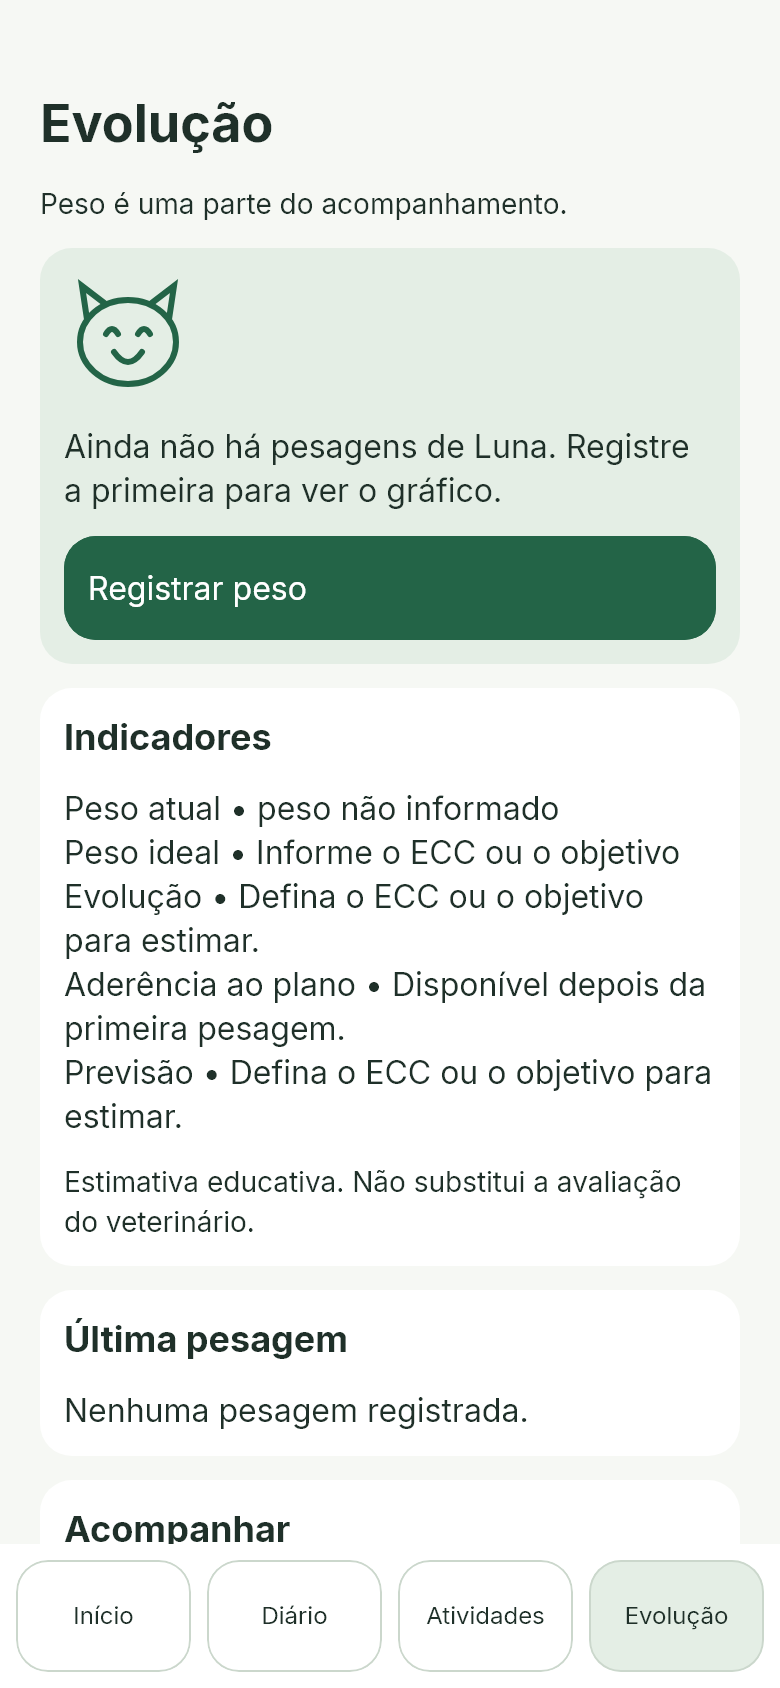 Evolução
Peso é uma parte do acompanhamento.
Ainda não há pesagens de Luna. Registre
a primeira para ver o gráfico.
Registrar peso
Indicadores
Peso atual • peso não informado
Peso ideal • Informe o ECC ou o objetivo
Evolução • Defina o ECC ou o objetivo
para estimar.
Aderência ao plano • Disponível depois da
primeira pesagem.
Previsão • Defina o ECC ou o objetivo para
estimar.
Estimativa educativa. Não substitui a avaliação
do veterinário.
Última pesagem
Nenhuma pesagem registrada.
Acompanhar
Início
Diário
Atividades
Evolução